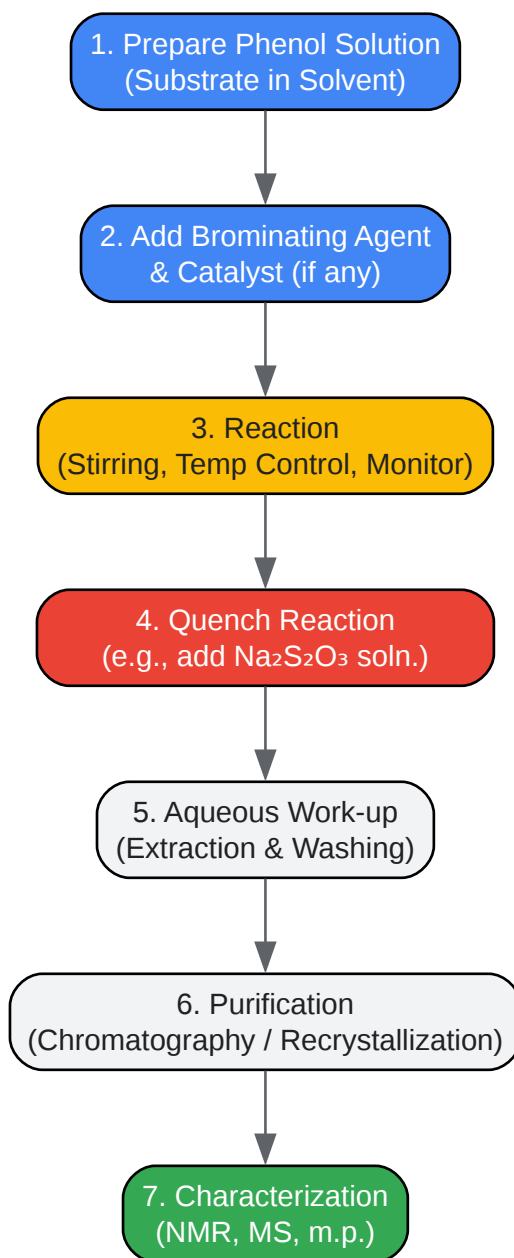 1. Prepare Phenol Solution
(Substrate in Solvent)
2. Add Brominating Agent
& Catalyst (if any)
3. Reaction
(Stirring, Temp Control, Monitor)
4. Quench Reaction
(e.g., add Na₂S₂O₃ soln.)
5. Aqueous Work-up
(Extraction & Washing)
6. Purification
(Chromatography / Recrystallization)
7. Characterization
(NMR, MS, m.p.)